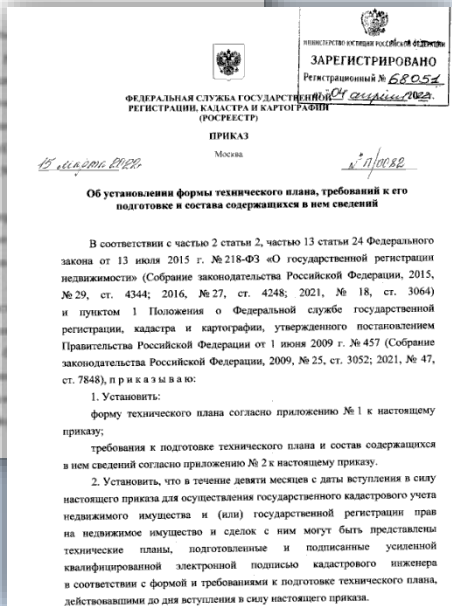 МИНИСТЕРСТВО ЮСТИЦИИ РОССИЙСКОЙ ФЕДЕРАЦИИ
ЗАРЕГИСТРИРОВАНО
Регистрационный № 68051
от "04" апреля 2022.
ФЕДЕРАЛЬНАЯ СЛУЖБА ГОСУДАРСТВЕННОЙ
РЕГИСТРАЦИИ, КАДАСТРА И КАРТОГРАФИИ
(РОСРЕЕСТР)
ПРИКАЗ
Москва
15 марта 2022г. № П/0082
Об установлении формы технического плана, требований к его
подготовке и состава содержащихся в нем сведений
В соответствии с частью 2 статьи 2, частью 13 статьи 24 Федерального
закона от 13 июля 2015 г. № 218-ФЗ «О государственной регистрации
недвижимости» (Собрание законодательства Российской Федерации, 2015,
№ 29, ст. 4344; 2016, № 27, ст. 4248; 2021, № 18, ст. 3064)
и пунктом 1 Положения о Федеральной службе государственной
регистрации, кадастра и картографии, утвержденного постановлением
Правительства Российской Федерации от 1 июня 2009 г. № 457 (Собрание
законодательства Российской Федерации, 2009, № 25, ст. 3052; 2021, № 47,
ст. 7848), п р и к а з ы в а ю:
1. Установить:
форму технического плана согласно приложению № 1 к настоящему
приказу;
требования к подготовке технического плана и состав содержащихся
в нем сведений согласно приложению № 2 к настоящему приказу.
2. Установить, что в течение девяти месяцев с даты вступления в силу
настоящего приказа для осуществления государственного кадастрового учета
недвижимого имущества и (или) государственной регистрации прав
на недвижимое имущество и сделок с ним могут быть представлены
технические планы, подготовленные и подписанные усиленной
квалифицированной электронной подписью кадастрового инженера
в соответствии с формой и требованиями к подготовке технического плана,
действовавшими до дня вступления в силу настоящего приказа.